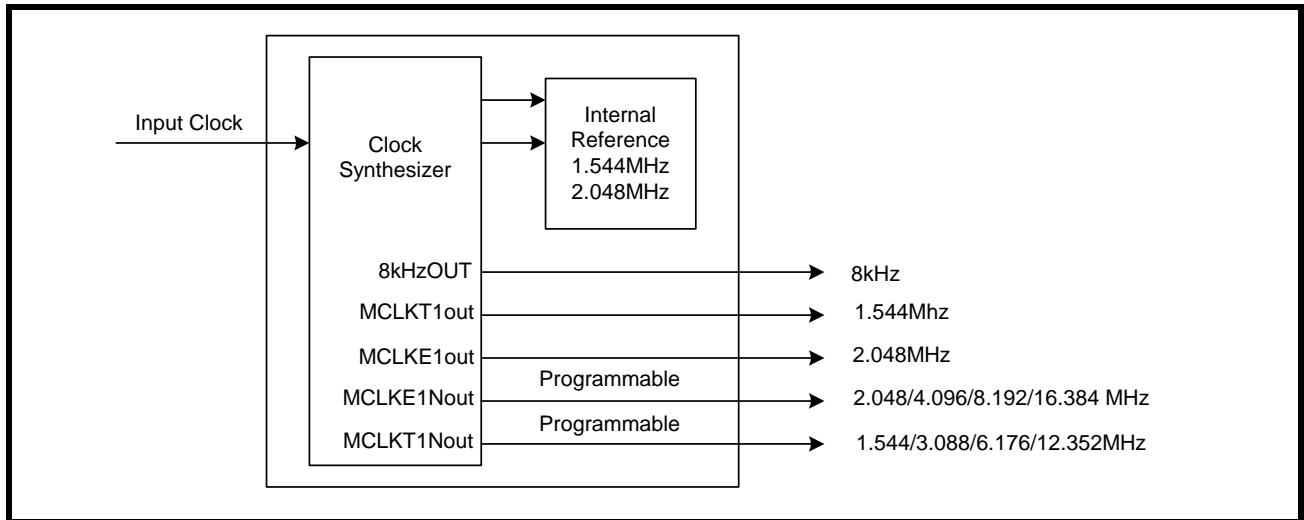 Input Clock
Clock
Synthesizer
Internal
Reference
1.544MHz
2.048MHz
8kHzOUT
8kHz
MCLKT1out
1.544Mhz
MCLKE1out
2.048MHz
MCLKE1Nout
Programmable
2.048/4.096/8.192/16.384 MHz
MCLKT1Nout
Programmable
1.544/3.088/6.176/12.352MHz